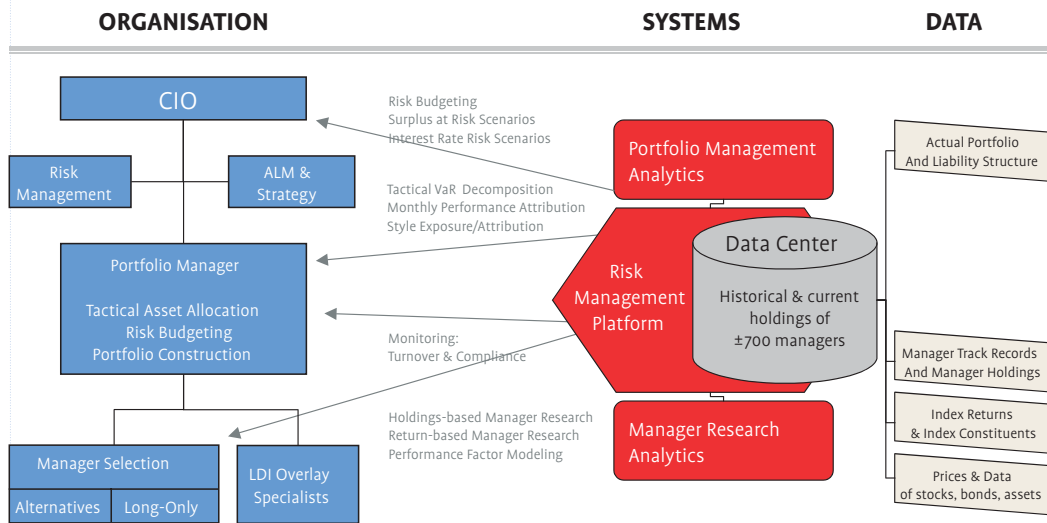 ORGANISATION
SYSTEMS
DATA
CIO
Risk
Management
ALM &
Strategy
Portfolio Manager
Tactical Asset Allocation
Risk Budgeting
Portfolio Construction
Manager Selection
Alternatives
Long-Only
LDI Overlay
Specialists
Risk Budgeting
Surplus at Risk Scenarios
Interest Rate Risk Scenarios
Tactical VaR Decomposition
Monthly Performance Attribution
Style Exposure/Attribution
Monitoring:
Turnover & Compliance
Holdings-based Manager Research
Return-based Manager Research
Performance Factor Modeling
Portfolio Management
Analytics
Risk
Management
Platform
Data Center
Historical & current
holdings of
±700 managers
Manager Research
Analytics
Actual Portfolio
And Liability Structure
Manager Track Records
And Manager Holdings
Index Returns
& Index Constituents
Prices & Data
of stocks, bonds, assets